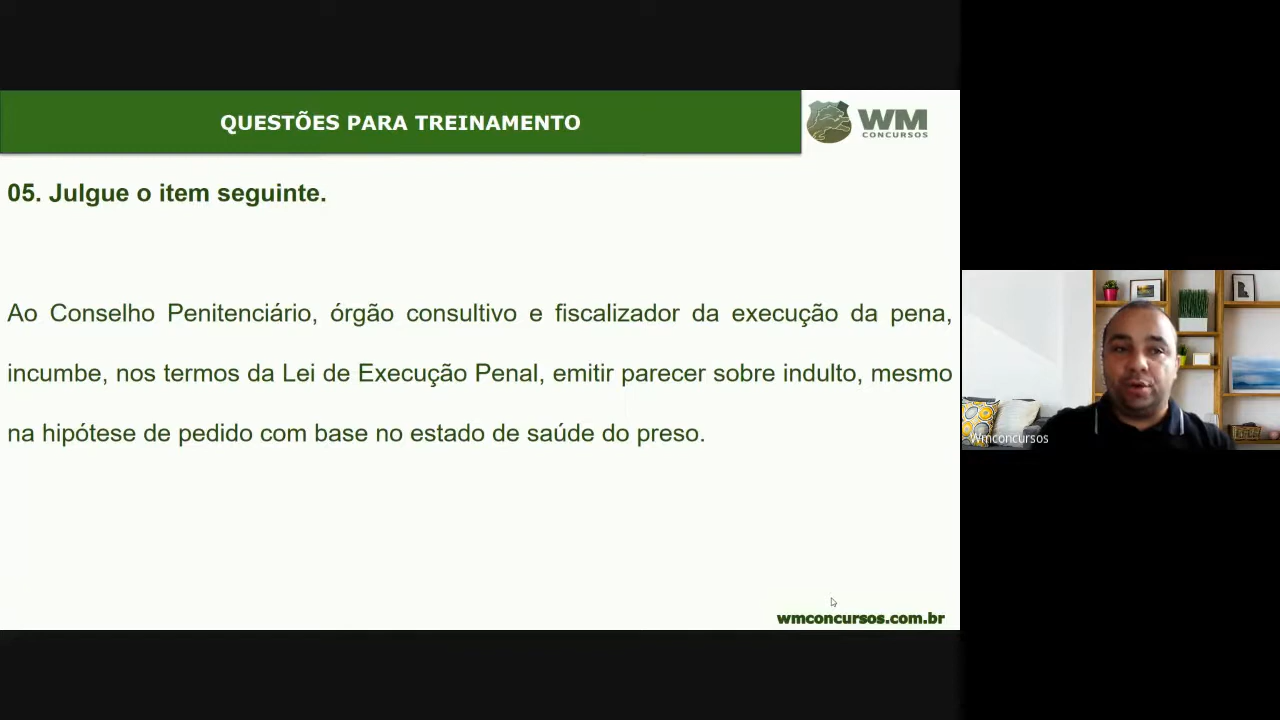 QUESTÕES PARA TREINAMENTO
WM
CONCURSOS
05. Julgue o item seguinte.
Ao Conselho Penitenciário, órgão consultivo e fiscalizador da execução da pena,
incumbe, nos termos da Lei de Execução Penal, emitir parecer sobre indulto, mesmo
na hipótese de pedido com base no estado de saúde do preso.
Wmconcursos
wmconcursos.com.br